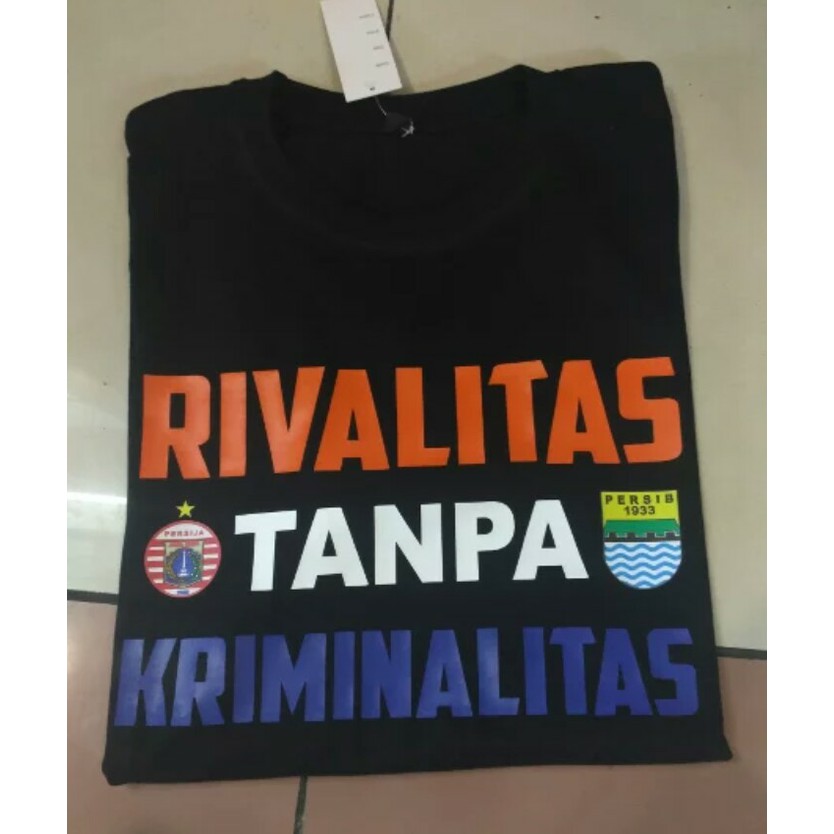 RIVALITAS
PERSIJA
TANPA
PERSIB
1933
KRIMINALITAS